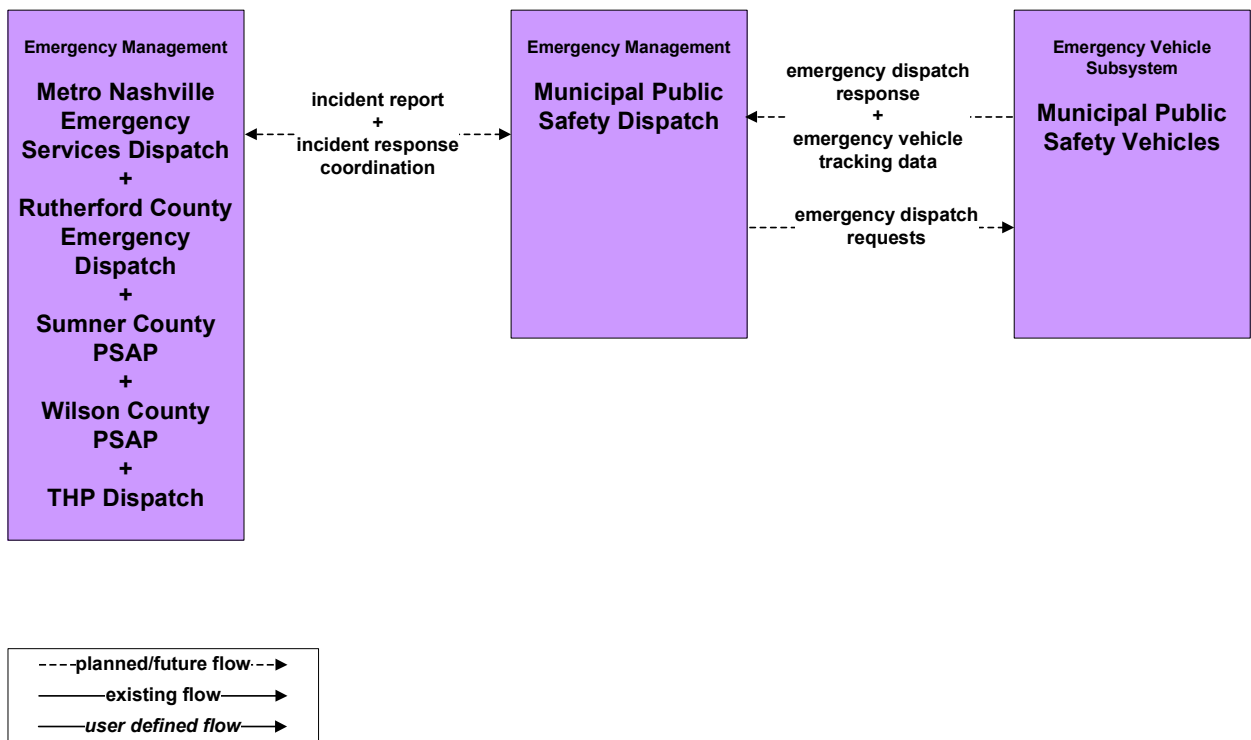 Emergency Management
Metro Nashville
Emergency
Services Dispatch
+
Rutherford County
Emergency
Dispatch
+
Sumner County
PSAP
+
Wilson County
PSAP
+
THP Dispatch
incident report
+
incident response
coordination
Emergency Management
Municipal Public
Safety Dispatch
emergency dispatch
response
+
emergency vehicle
tracking data
emergency dispatch
requests
Emergency Vehicle
Subsystem
Municipal Public
Safety Vehicles
planned/future flow
existing flow
user defined flow